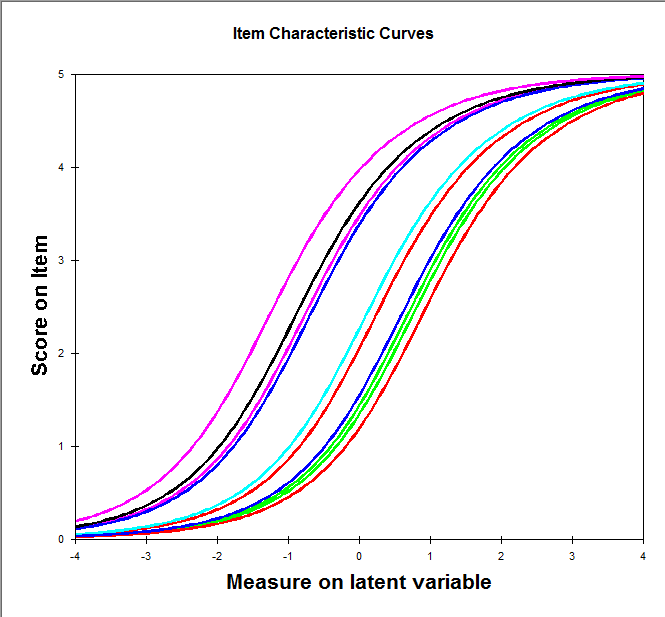 Item Characteristic Curves
5
4
3
2
1
0
Score on Item
-4 -3 -2 -1 0 1 2 3 4
Measure on latent variable